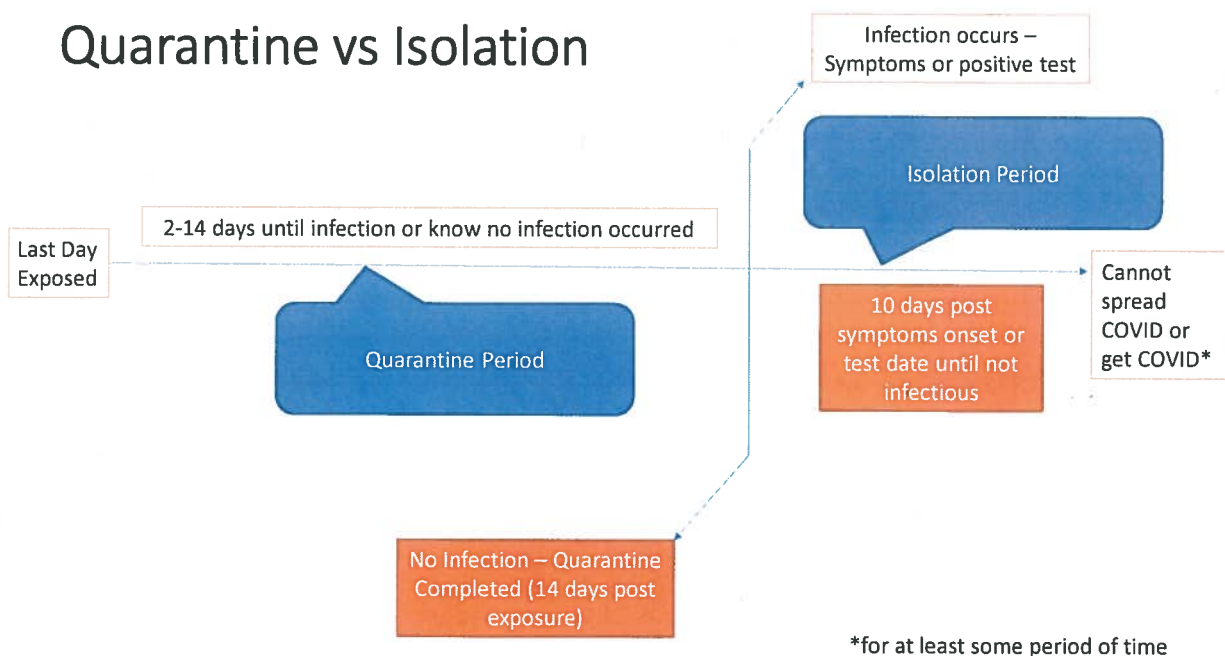 Quarantine vs Isolation
Infection occurs –
Symptoms or positive test
Isolation Period
2-14 days until infection or know no infection occurred
Last Day
Exposed
Quarantine Period
10 days post
symptoms onset or
test date until not
infectious
Cannot
spread
COVID or
get COVID*
No Infection – Quarantine
Completed (14 days post
exposure)
*for at least some period of time